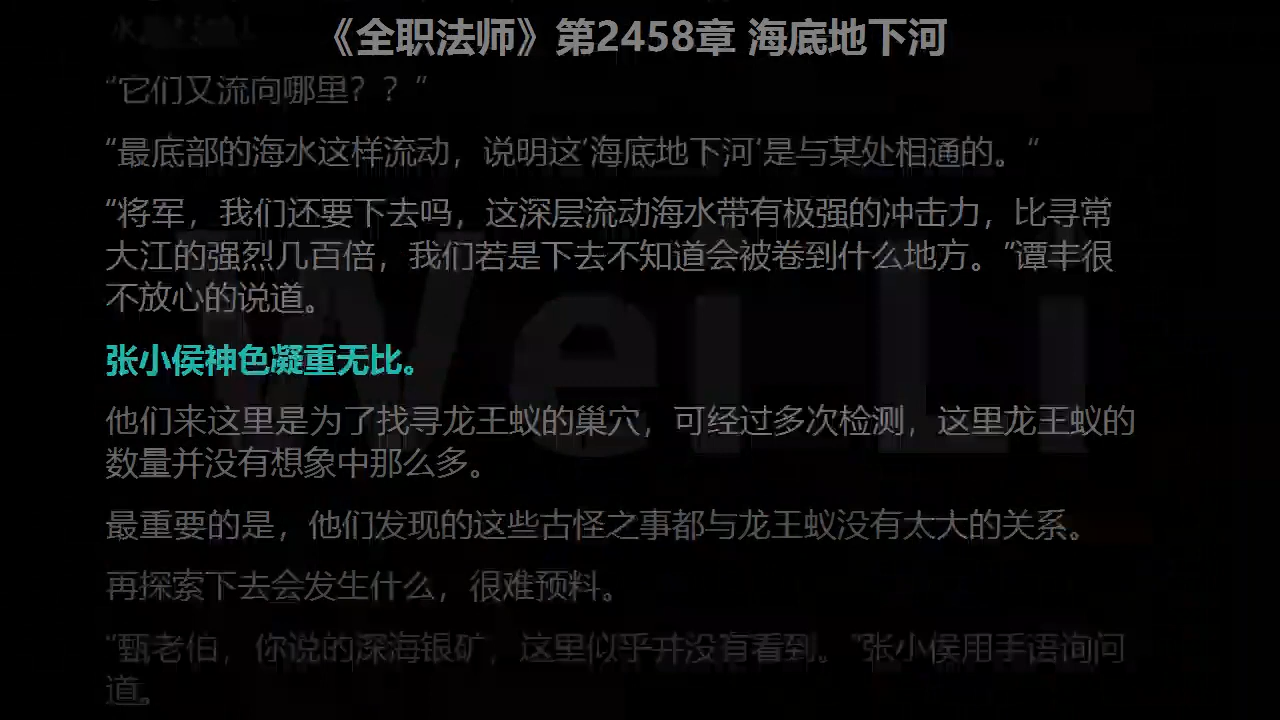 《全职法师》第2458章 海底地下河
“它们又流向哪里？？”
“最底部的海水这样流动，说明这‘海底地下河’是与某处相通的。“
“将军，我们还要下去吗，这深层流动海水带有极强的冲击力，比寻常
大江的强烈几百倍，我们若是下去不知道会被卷到什么地方。”谭丰很
不放心的说道。
张小侯神色凝重无比。
他们来这里是为了找寻龙王蚁的巢穴，可经过多次检测，这里龙王蚁的
数量并没有想象中那么多。
最重要的是，他们发现的这些古怪之事都与龙王蚁没有太大的关系。
再探索下去会发生什么，很难预料。
“甄老伯，你说的深海银矿，这里似乎并没有看到。”张小侯用手语询问
道。
Wei Li